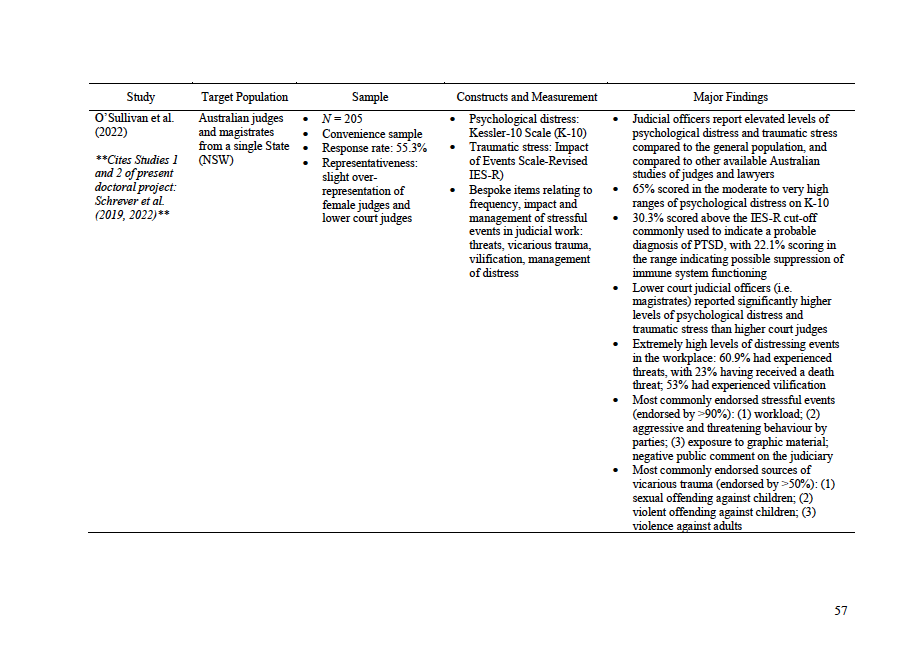 Study Target Population Sample Constructs and Measurement Major Findings
O'Sullivan et al.
(2022)
**Cites Studies 1
and 2 of present
doctoral project:
Schrever et al.
(2019, 2022)**
Australian judges
and magistrates
from a single State
(NSW)
• N = 205
• Convenience sample
• Response rate: 55.3%
• Representativeness:
slight over-
representation of
female judges and
lower court judges
• Psychological distress:
Kessler-10 Scale (K-10)
• Traumatic stress: Impact
of Events Scale-Revised
IES-R)
• Bespoke items relating to
frequency, impact and
management of stressful
events in judicial work:
threats, vicarious trauma,
vilification, management
of distress
• Judicial officers report elevated levels of
psychological distress and traumatic stress
compared to the general population, and
compared to other available Australian
studies of judges and lawyers
• 65% scored in the moderate to very high
ranges of psychological distress on K-10
• 30.3% scored above the IES-R cut-off
commonly used to indicate a probable
diagnosis of PTSD, with 22.1% scoring in
the range indicating possible suppression of
immune system functioning
• Lower court judicial officers (i.e.
magistrates) reported significantly higher
levels of psychological distress and
traumatic stress than higher court judges
• Extremely high levels of distressing events
in the workplace: 60.9% had experienced
threats, with 23% having received a death
threat; 53% had experienced vilification
• Most commonly endorsed stressful events
(endorsed by >90%): (1) workload; (2)
aggressive and threatening behaviour by
parties; (3) exposure to graphic material;
negative public comment on the judiciary
• Most commonly endorsed sources of
vicarious trauma (endorsed by >50%): (1)
sexual offending against children; (2)
violent offending against children; (3)
violence against adults
57